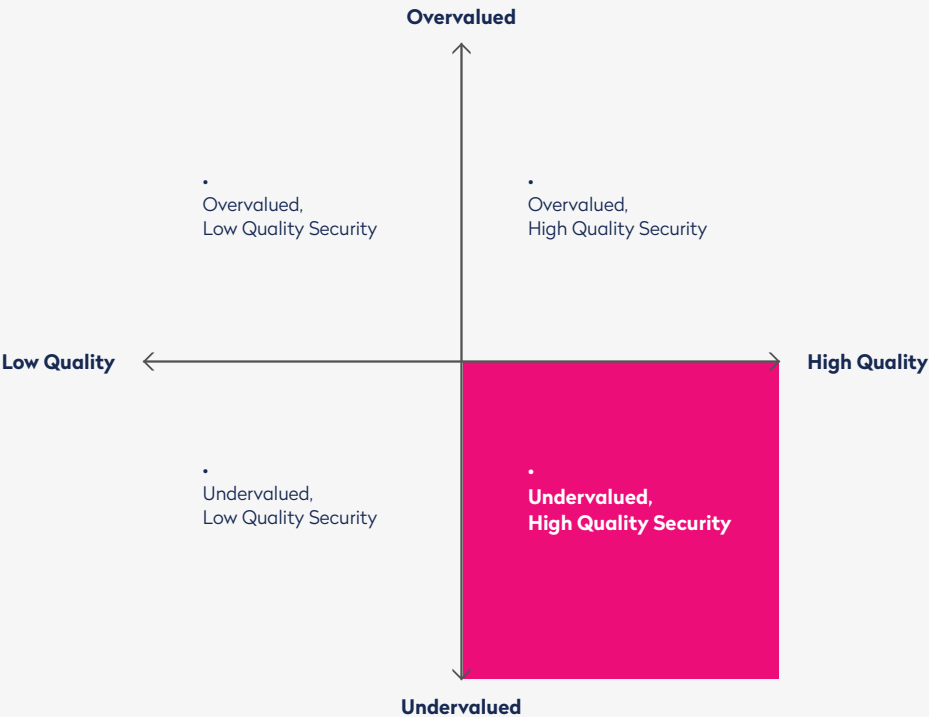 Overvalued
•
Overvalued,
Low Quality Security
•
Overvalued,
High Quality Security
Low Quality
High Quality
•
Undervalued,
Low Quality Security
•
Undervalued,
High Quality Security
Undervalued